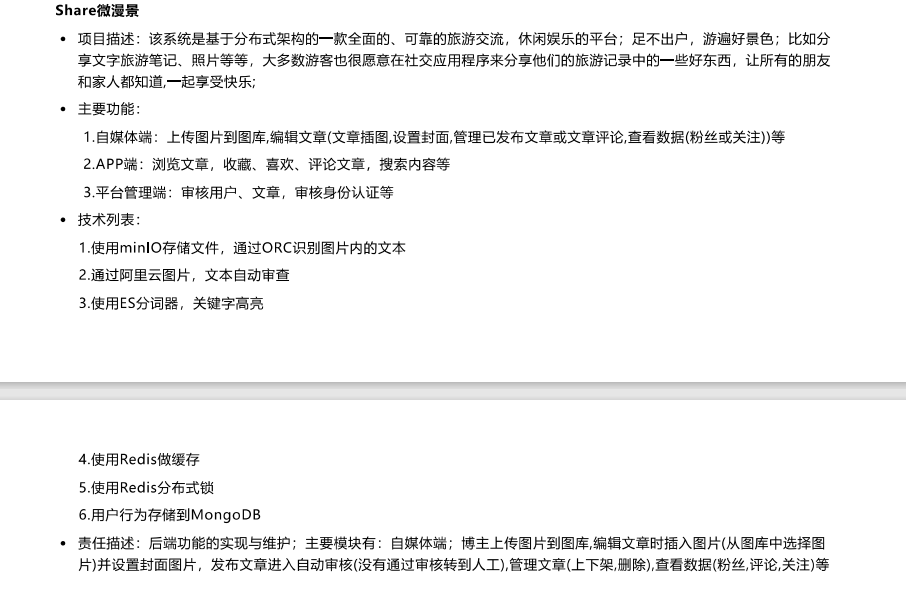 Share微漫景
• 项目描述：该系统是基于分布式架构的一款全面的、可靠的旅游交流，休闲娱乐的平台；足不出户，游遍好景色；比如分
享文字旅游笔记、照片等等，大多数游客也很愿意在社交应用程序来分享他们的旅游记录中的一些好东西，让所有的朋友
和家人都知道,一起享受快乐;
• 主要功能：
1.自媒体端：上传图片到图库,编辑文章(文章插图,设置封面,管理已发布文章或文章评论,查看数据(粉丝或关注))等
2.APP端：浏览文章，收藏、喜欢、评论文章，搜索内容等
3.平台管理端：审核用户、文章，审核身份认证等
• 技术列表：
1.使用minIO存储文件，通过ORC识别图片内的文本
2.通过阿里云图片，文本自动审查
3.使用ES分词器，关键字高亮
4.使用Redis做缓存
5.使用Redis分布式锁
6.用户行为存储到MongoDB
• 责任描述：后端功能的实现与维护；主要模块有：自媒体端；博主上传图片到图库,编辑文章时插入图片(从图库中选择图
片)并设置封面图片，发布文章进入自动审核(没有通过审核转到人工),管理文章(上下架,删除),查看数据(粉丝,评论,关注)等